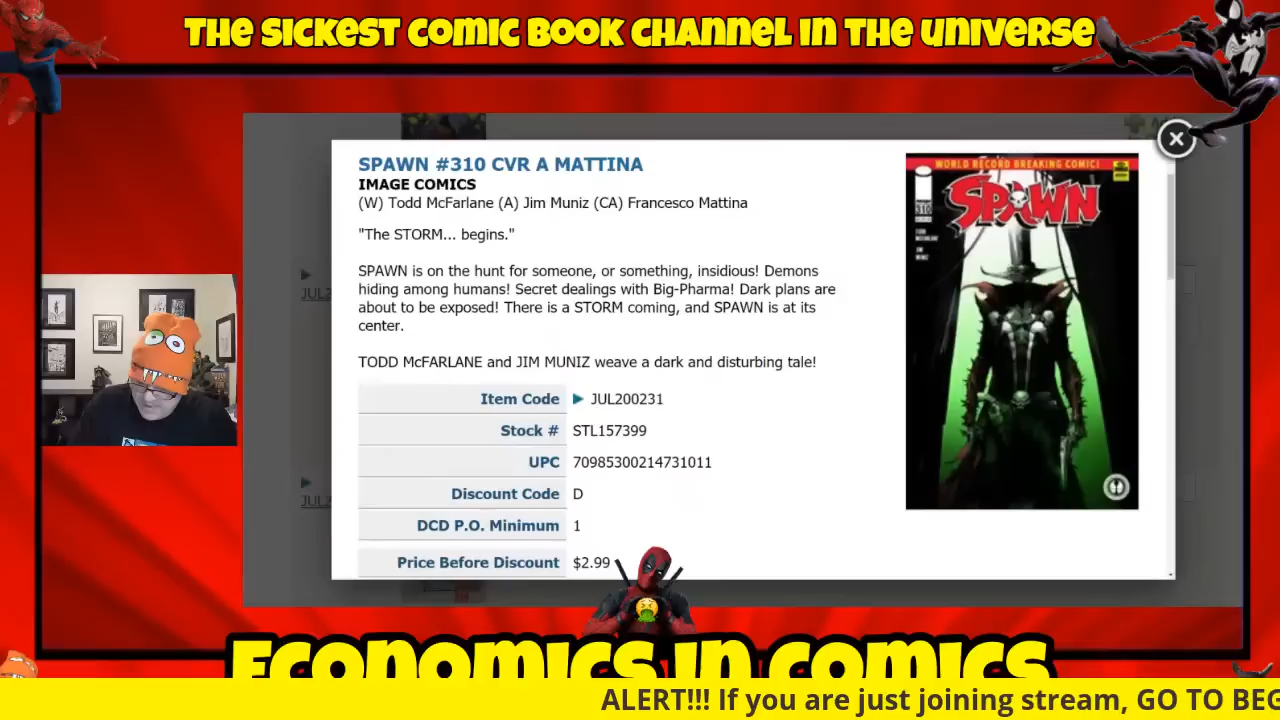 THE SICKEST COMIC BOOK CHANNEL IN THE UNIVERSE
SPAWN #310 CVR A MATTINA
IMAGE COMICS
(W) Todd McFarlane (A) Jim Muniz (CA) Francesco Mattina
"The STORM... begins."
SPAWN is on the hunt for someone, or something, insidious! Demons
hiding among humans! Secret dealings with Big-Pharma! Dark plans are
about to be exposed! There is a STORM coming, and SPAWN is at its
center.
TODD McFARLANE and JIM MUNIZ weave a dark and disturbing tale!
Item Code JUL200231
Stock # STL157399
UPC 70985300214731011
Discount Code D
DCD P.O. Minimum 1
Price Before Discount $2.99
WORLD RECORD BREAKING COMIC!
SPAWN
310
JUL2
JUL2
ECONOMICS IN COMICS
ALERT!!! If you are just joining stream, GO TO BEG